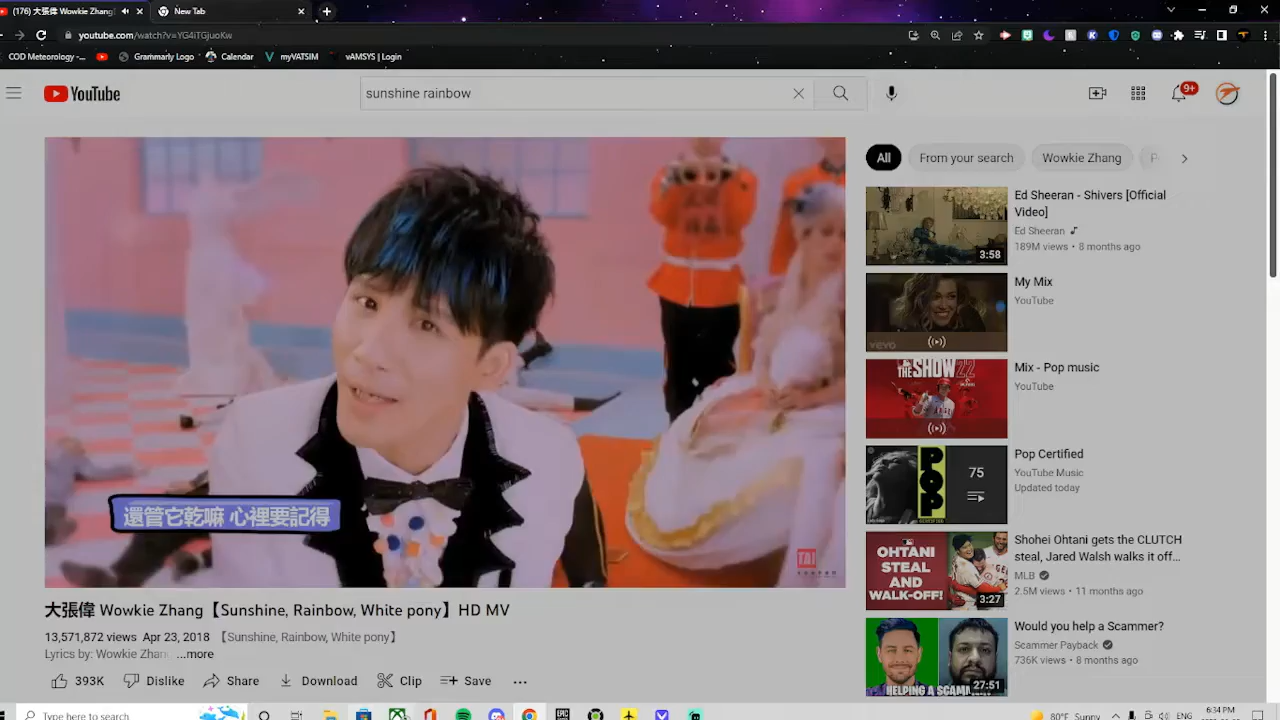 (176) 大張偉 Wowkie Zhang
New Tab
youtube.com/watch?v=YG4iTGjuoKw
COD Meteorology -...
Grammarly Logo
Calendar
myVATSIM
vAMSYS | Login
YouTube
sunshine rainbow
9+
All
From your search
Wowkie Zhang
還管它乾嘛 心裡要記得
大張偉 Wowkie Zhang【Sunshine, Rainbow, White pony】HD MV
13,571,872 views Apr 23, 2018 【Sunshine, Rainbow, White pony】
Lyrics by: Wowkie Zhan ...more
393K
Dislike
Share
Download
Clip
Save
Ed Sheeran - Shivers [Official
Video]
Ed Sheeran
189M views • 8 months ago
3:58
My Mix
YouTube
vevo
THE SHOW 22
Mix - Pop music
YouTube
POP
75
Pop Certified
YouTube Music
Updated today
OHTANI
STEAL
AND
WALK-OFF!
3:27
Shohei Ohtani gets the CLUTCH
steal, Jared Walsh walks it off...
MLB
2.5M views • 11 months ago
Would you help a Scammer?
Scammer Payback
736K views • 8 months ago
27:51
Type here to search
EPIC
80°F Sunny
ENG
6:34 PM